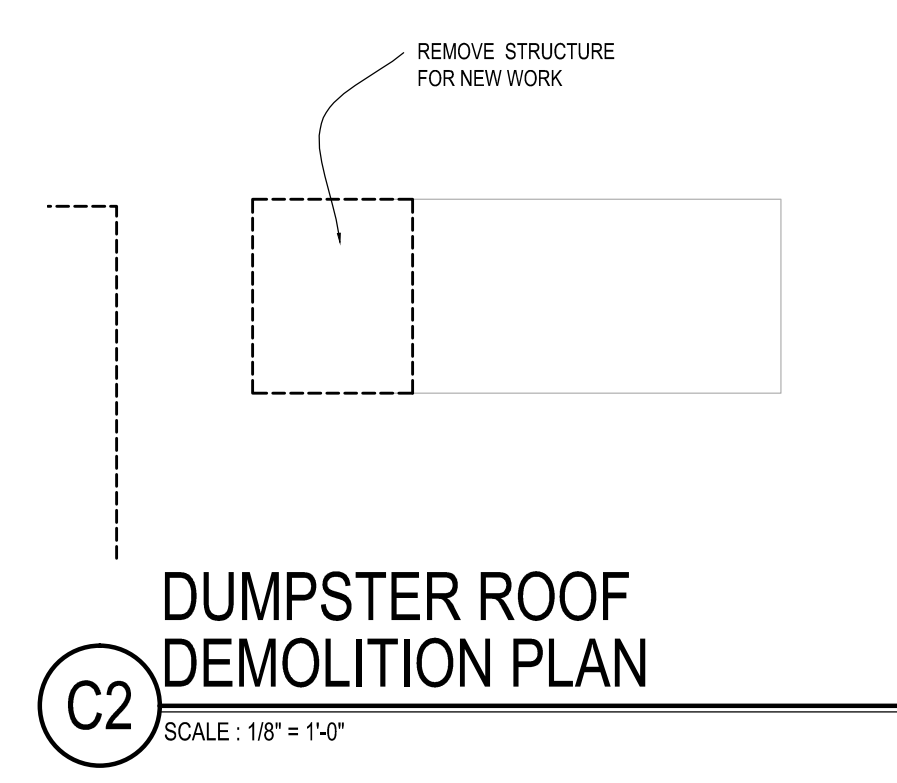 REMOVE STRUCTURE
FOR NEW WORK
DUMPSTER ROOF
DEMOLITION PLAN
C2
SCALE : 1/8" = 1'-0"